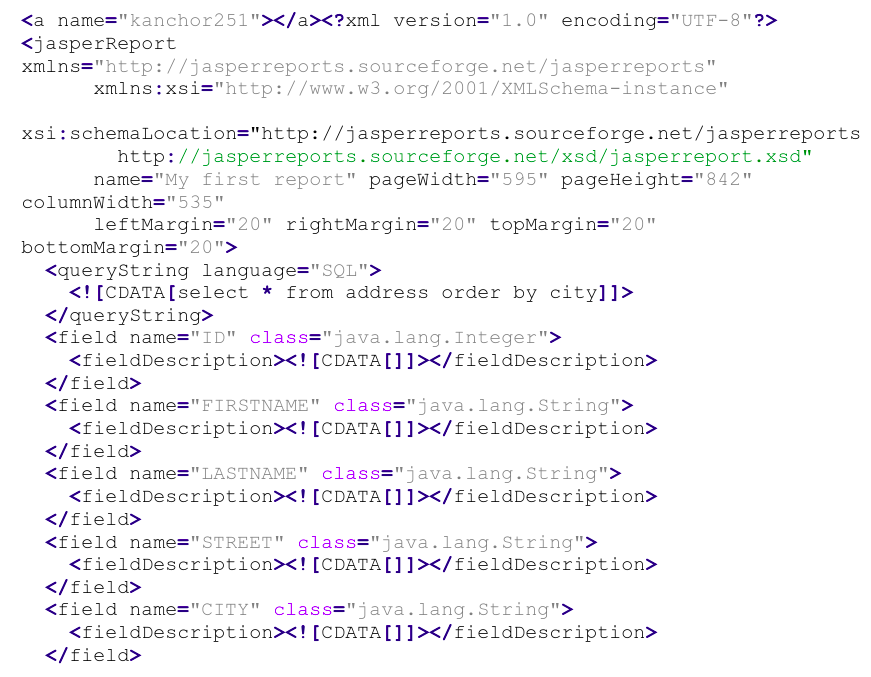 <a name="kanchor251"></a><?xml version="1.0" encoding="UTF-8"?>
<jasperReport
xmlns="http://jasperreports.sourceforge.net/jasperreports"
      xmlns:xsi="http://www.w3.org/2001/XMLSchema-instance"

xsi:schemaLocation="http://jasperreports.sourceforge.net/jasperreports
        http://jasperreports.sourceforge.net/xsd/jasperreport.xsd"
      name="My first report" pageWidth="595" pageHeight="842"
columnWidth="535"
      leftMargin="20" rightMargin="20" topMargin="20"
bottomMargin="20">
  <queryString language="SQL">
    <![CDATA[select * from address order by city]]>
  </queryString>
  <field name="ID" class="java.lang.Integer">
    <fieldDescription><![CDATA[]]></fieldDescription>
  </field>
  <field name="FIRSTNAME" class="java.lang.String">
    <fieldDescription><![CDATA[]]></fieldDescription>
  </field>
  <field name="LASTNAME" class="java.lang.String">
    <fieldDescription><![CDATA[]]></fieldDescription>
  </field>
  <field name="STREET" class="java.lang.String">
    <fieldDescription><![CDATA[]]></fieldDescription>
  </field>
  <field name="CITY" class="java.lang.String">
    <fieldDescription><![CDATA[]]></fieldDescription>
  </field>